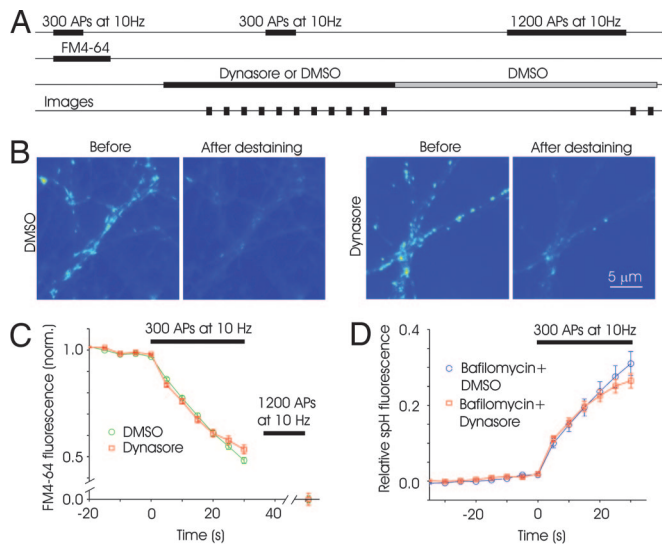 A
300 APs at 10Hz 300 APs at 10Hz 1200 APs at 10Hz
FM4-64
Dynasore or DMSO DMSO
Images
B
Before After destaining Before After destaining
DMSO
Dynasore
5 µm
C
300 APs at 10 Hz
FM4-64 fluorescence (norm.)
1.0
0.5
0.0
1200 APs
at 10 Hz
DMSO
Dynasore
-20 0 20 40
Time (s)
D
300 APs at 10Hz
Relative spH fluorescence
0.4
0.2
0.0
Bafilomycin+
DMSO
Bafilomycin+
Dynasore
-20 0 20
Time (s)